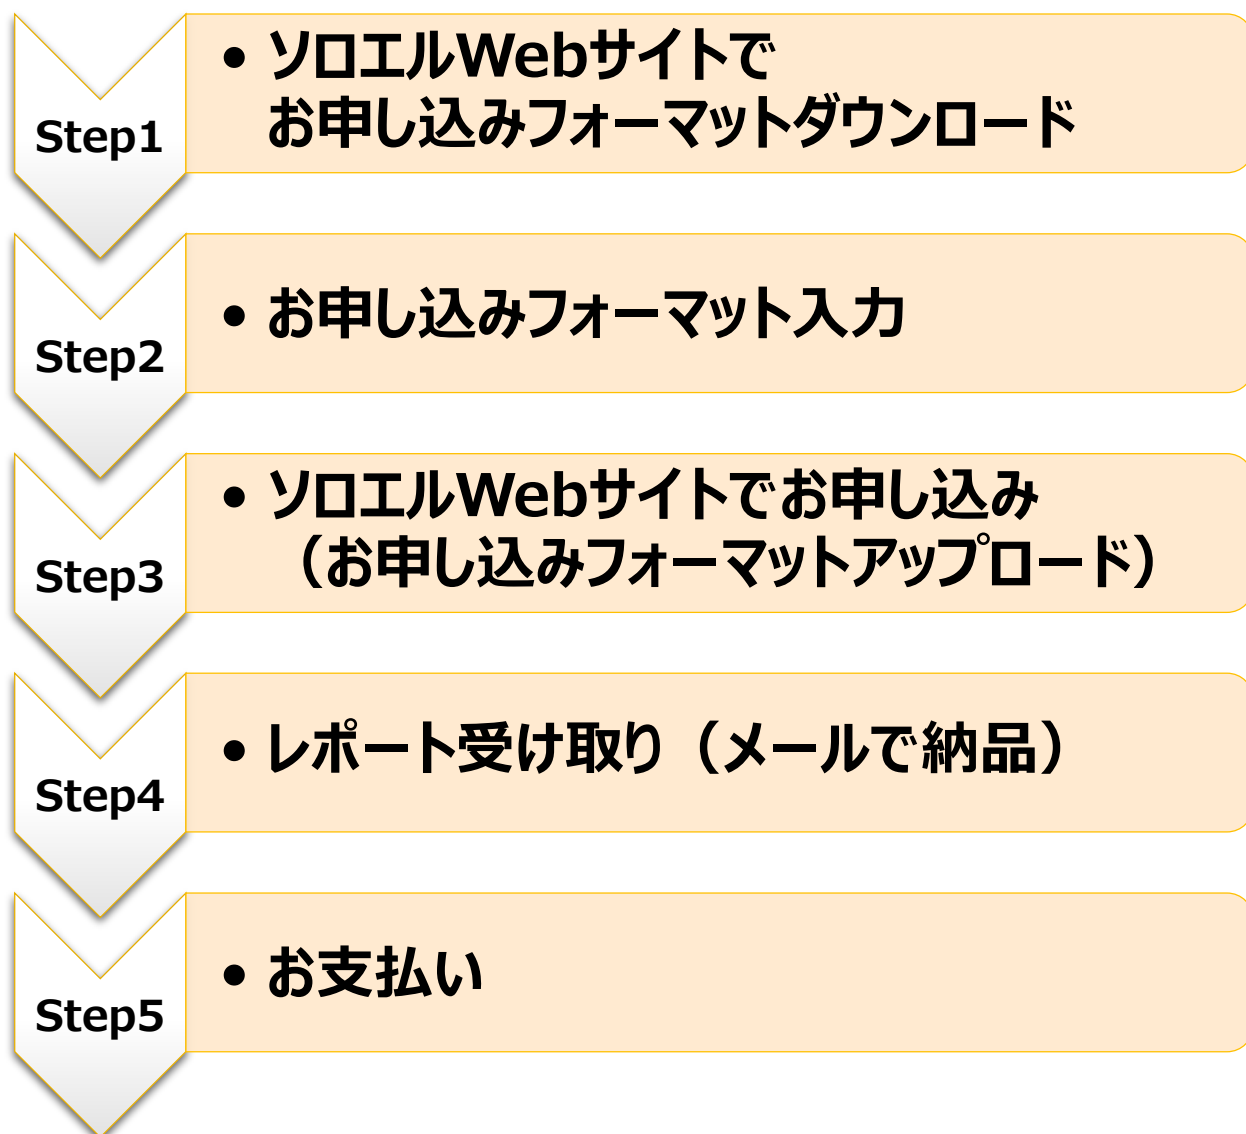 Step1
• ソロエルWebサイトで
お申し込みフォーマットダウンロード
Step2
• お申し込みフォーマット入力
Step3
• ソロエルWebサイトでお申し込み
（お申し込みフォーマットアップロード）
Step4
• レポート受け取り（メールで納品）
Step5
• お支払い